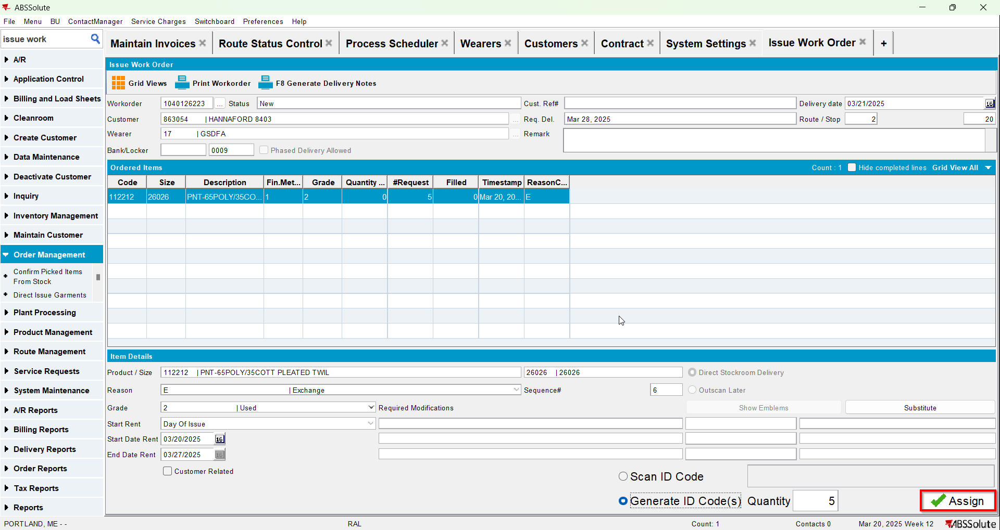 ABSSolute
File Menu BU ContactManager Service Charges Switchboard Preferences Help
issue work
Maintain Invoices Route Status Control Process Scheduler Wearers Customers Contract System Settings Issue Work Order +
A/R
Application Control
Billing and Load Sheets
Cleanroom
Create Customer
Data Maintenance
Deactivate Customer
Inquiry
Inventory Management
Maintain Customer
Order Management
Confirm Picked Items
From Stock
Direct Issue Garments
Plant Processing
Product Management
Route Management
Service Requests
System Maintenance
A/R Reports
Billing Reports
Delivery Reports
Order Reports
Tax Reports
Reports
Issue Work Order
Grid Views Print Workorder F8 Generate Delivery Notes
Workorder 1040126223 ... Status New Cust. Ref# Delivery date 03/21/2025 16
Customer 863054 | HANNAFORD 8403 ... Req. Del. Mar 28, 2025 Route / Stop 2 20
Wearer 17 | GSDFA ... Remark
Bank/Locker 0009 Phased Delivery Allowed
Ordered Items Count : 1 Hide completed lines Grid View All
Code Size Description Fin.Met... Grade Quantity ... #Request Filled Timestamp ReasonC...
112212 26026 PNT-65POLY/35CO... 1 2 0 5 0 Mar 20, 20... E
Item Details
Product / Size 112212 | PNT-65POLY/35COTT PLEATED TWIL 26026 | 26026 Direct Stockroom Delivery
Reason E | Exchange Sequence# 6 Outscan Later
Grade 2 | Used Required Modifications Show Emblems Substitute
Start Rent Day Of Issue
Start Date Rent 03/20/2025 16
End Date Rent 03/27/2025 16
Customer Related
Scan ID Code
Generate ID Code(s) Quantity 5 Assign
PORTLAND, ME - - RAL Count: 1 Contacts 0 Mar 20, 2025 Week 12 ABSSolute